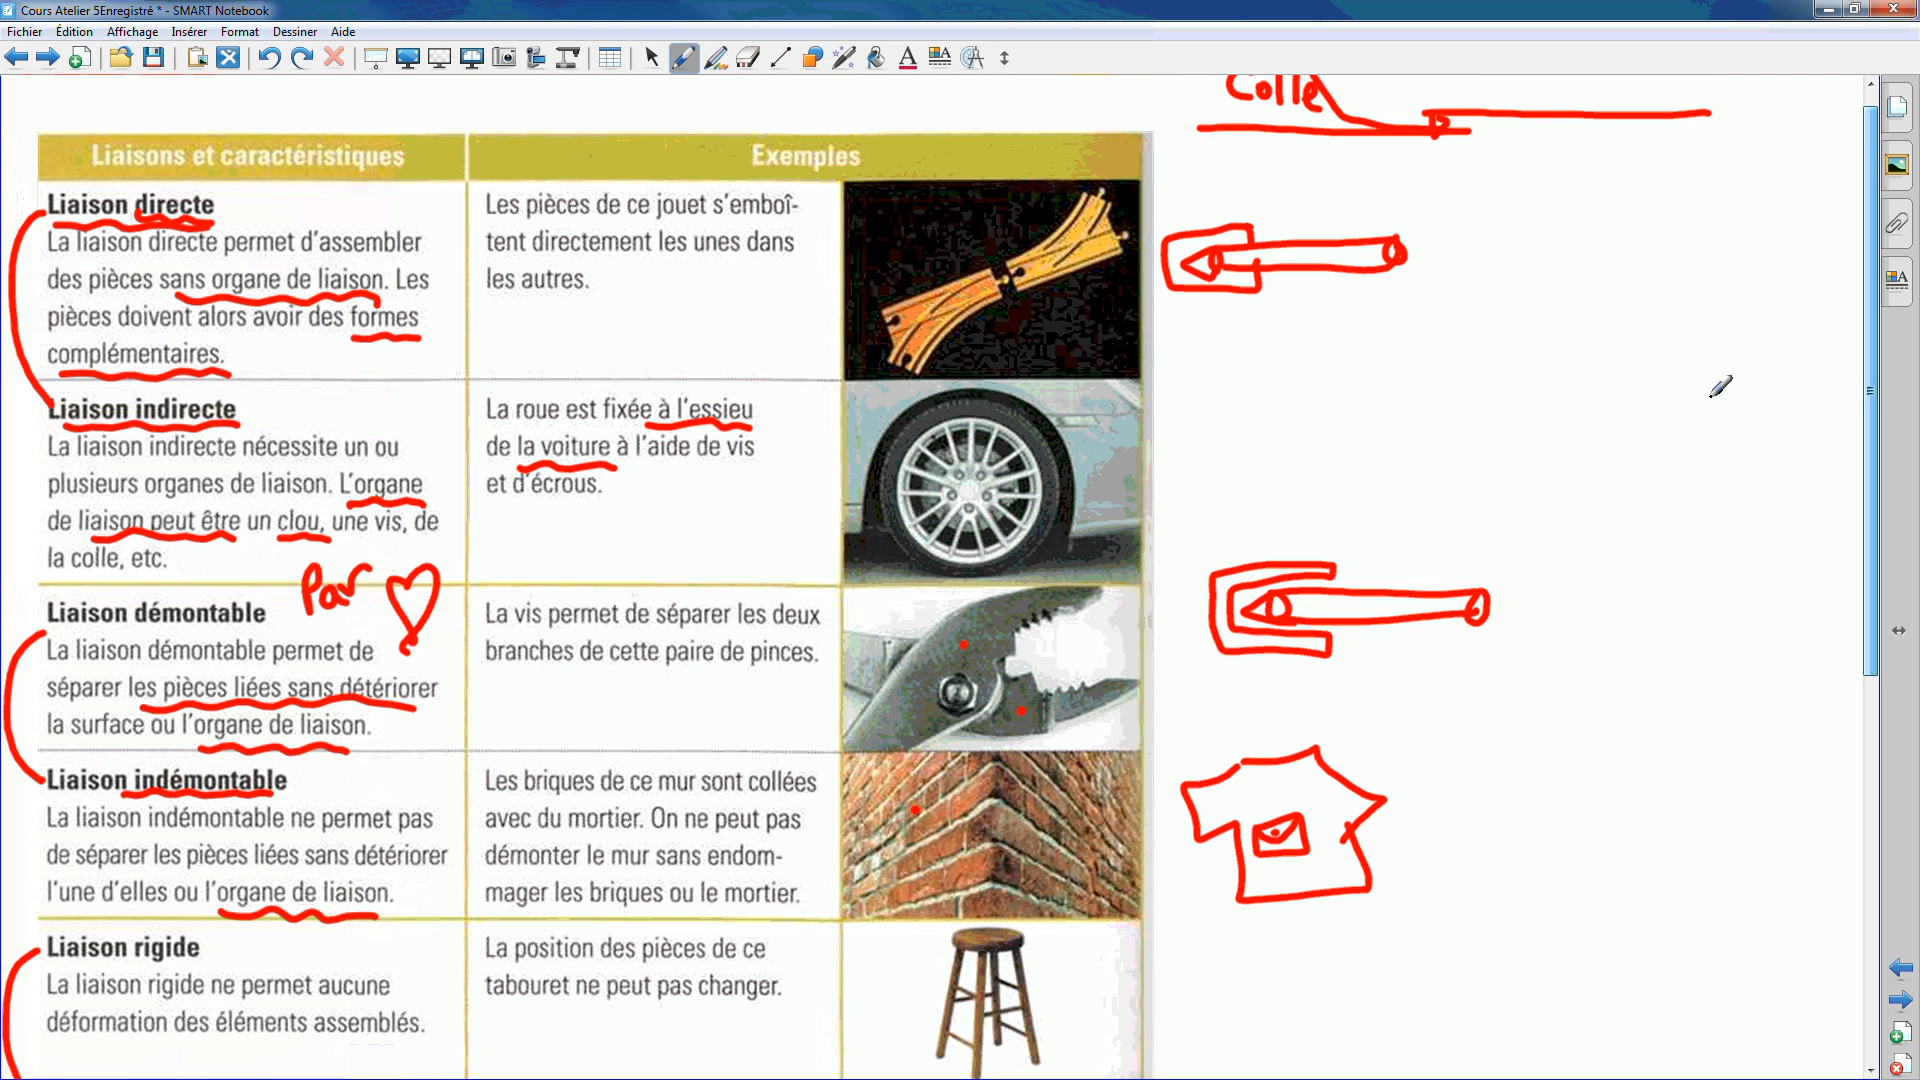 Cours Atelier 5Enregistré * - SMART Notebook
Fichier Édition Affichage Insérer Format Dessiner Aide
Colle
Liaisons et caractéristiques
Exemples
Liaison directe
La liaison directe permet d'assembler
des pièces sans organe de liaison. Les
pièces doivent alors avoir des formes
complémentaires.
Les pièces de ce jouet s'emboî-
tent directement les unes dans
les autres.
Liaison indirecte
La liaison indirecte nécessite un ou
plusieurs organes de liaison. L'organe
de liaison peut être un clou, une vis, de
la colle, etc.
La roue est fixée à l'essieu
de la voiture à l'aide de vis
et d'écrous.
Par
Liaison démontable
La liaison démontable permet de
séparer les pièces liées sans détériorer
la surface ou l'organe de liaison.
La vis permet de séparer les deux
branches de cette paire de pinces.
Liaison indémontable
La liaison indémontable ne permet pas
de séparer les pièces liées sans détériorer
l'une d'elles ou l'organe de liaison.
Les briques de ce mur sont collées
avec du mortier. On ne peut pas
démonter le mur sans endom-
mager les briques ou le mortier.
Liaison rigide
La liaison rigide ne permet aucune
déformation des éléments assemblés.
La position des pièces de ce
tabouret ne peut pas changer.